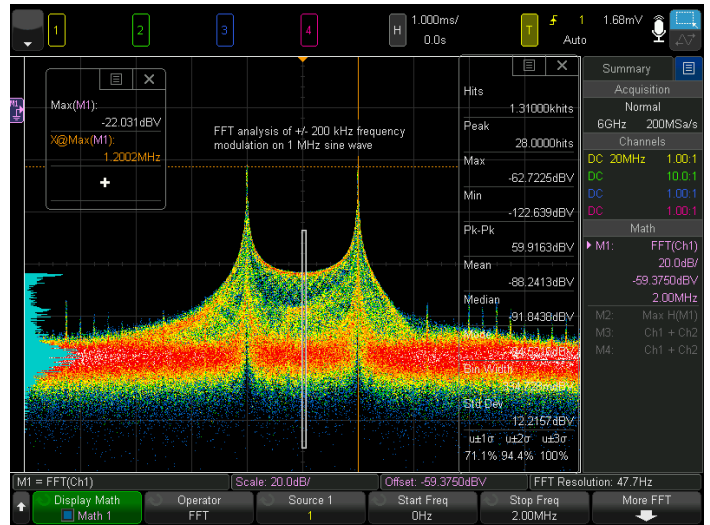 1 2 3 4 H 1.000ms/ 0.0s T 1 Auto 1.68mV
Summary
Max(M1):
-22.031dBV
X@Max(M1):
1.2002MHz
FFT analysis of +/- 200 kHz frequency
modulation on 1 MHz sine wave
M1
Hits
1.31000khits
Peak
28.0000hits
Max
-62.7225dBV
Min
-122.639dBV
Pk-Pk
59.9163dBV
Mean
-88.2413dBV
Median
-91.8438dBV
Bin Width
Std Dev
12.2157dBV
u±1σ u±2σ u±3σ
71.1% 94.4% 100%
Acquisition
Normal
6GHz 200MSa/s
Channels
DC 20MHz 1.00:1
DC 10.0:1
DC 1.00:1
DC 1.00:1
Math
M1: FFT(Ch1)
20.0dB/
-59.3750dBV
2.00MHz
M2: Max H(M1)
M3: Ch1 + Ch2
M4: Ch1 + Ch2
M1 = FFT(Ch1) Scale: 20.0dB/ Offset: -59.3750dBV FFT Resolution: 47.7Hz
Display Math Operator Source 1 Start Freq Stop Freq More FFT
Math 1 FFT 1 0Hz 2.00MHz